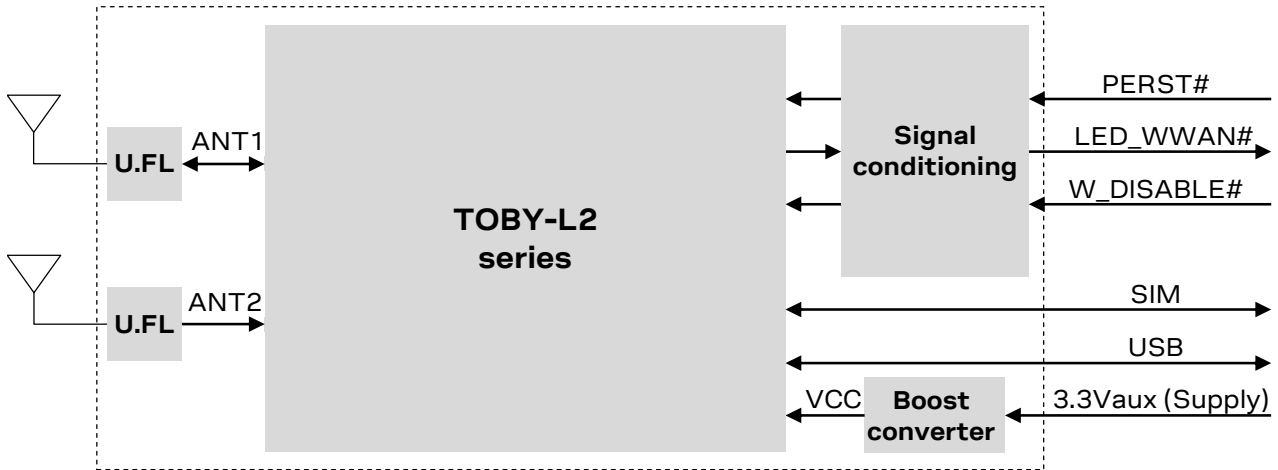 U.FL
ANT1
U.FL
ANT2
TOBY-L2
series
Signal
conditioning
PERST#
LED_WWAN#
W_DISABLE#
SIM
USB
VCC
Boost
converter
3.3Vaux (Supply)